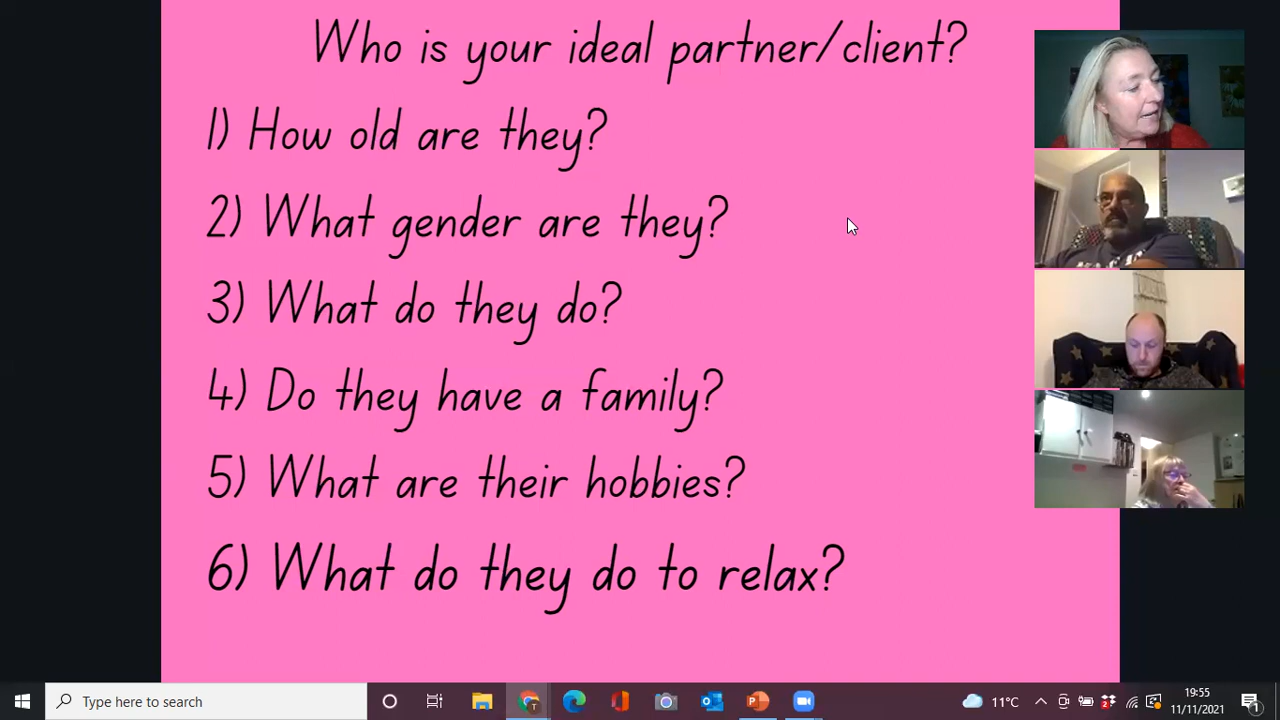 Who is your ideal partner/client?
1) How old are they?
2) What gender are they?
3) What do they do?
4) Do they have a family?
5) What are their hobbies?
6) What do they do to relax?
Type here to search
11°C
19:55
11/11/2021